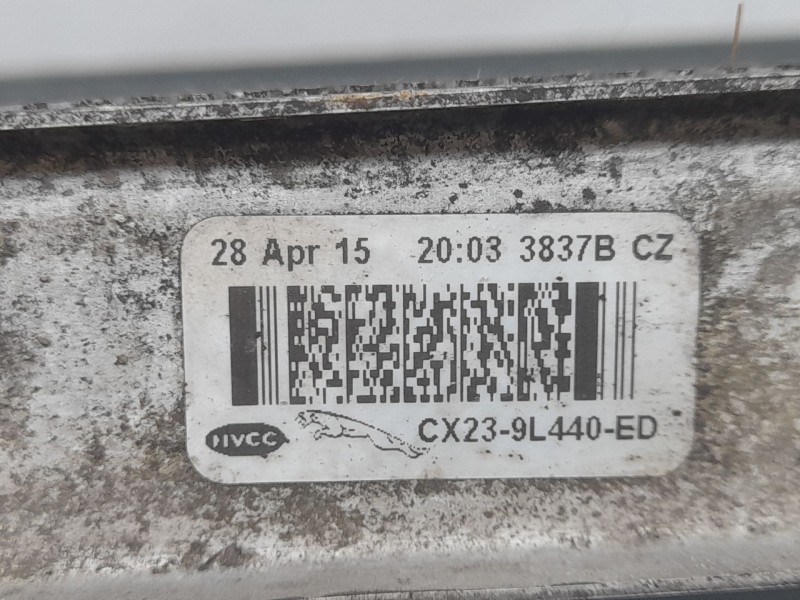 28 Apr 15 20:03 3837B CZ
HVCC CX23-9L440-ED